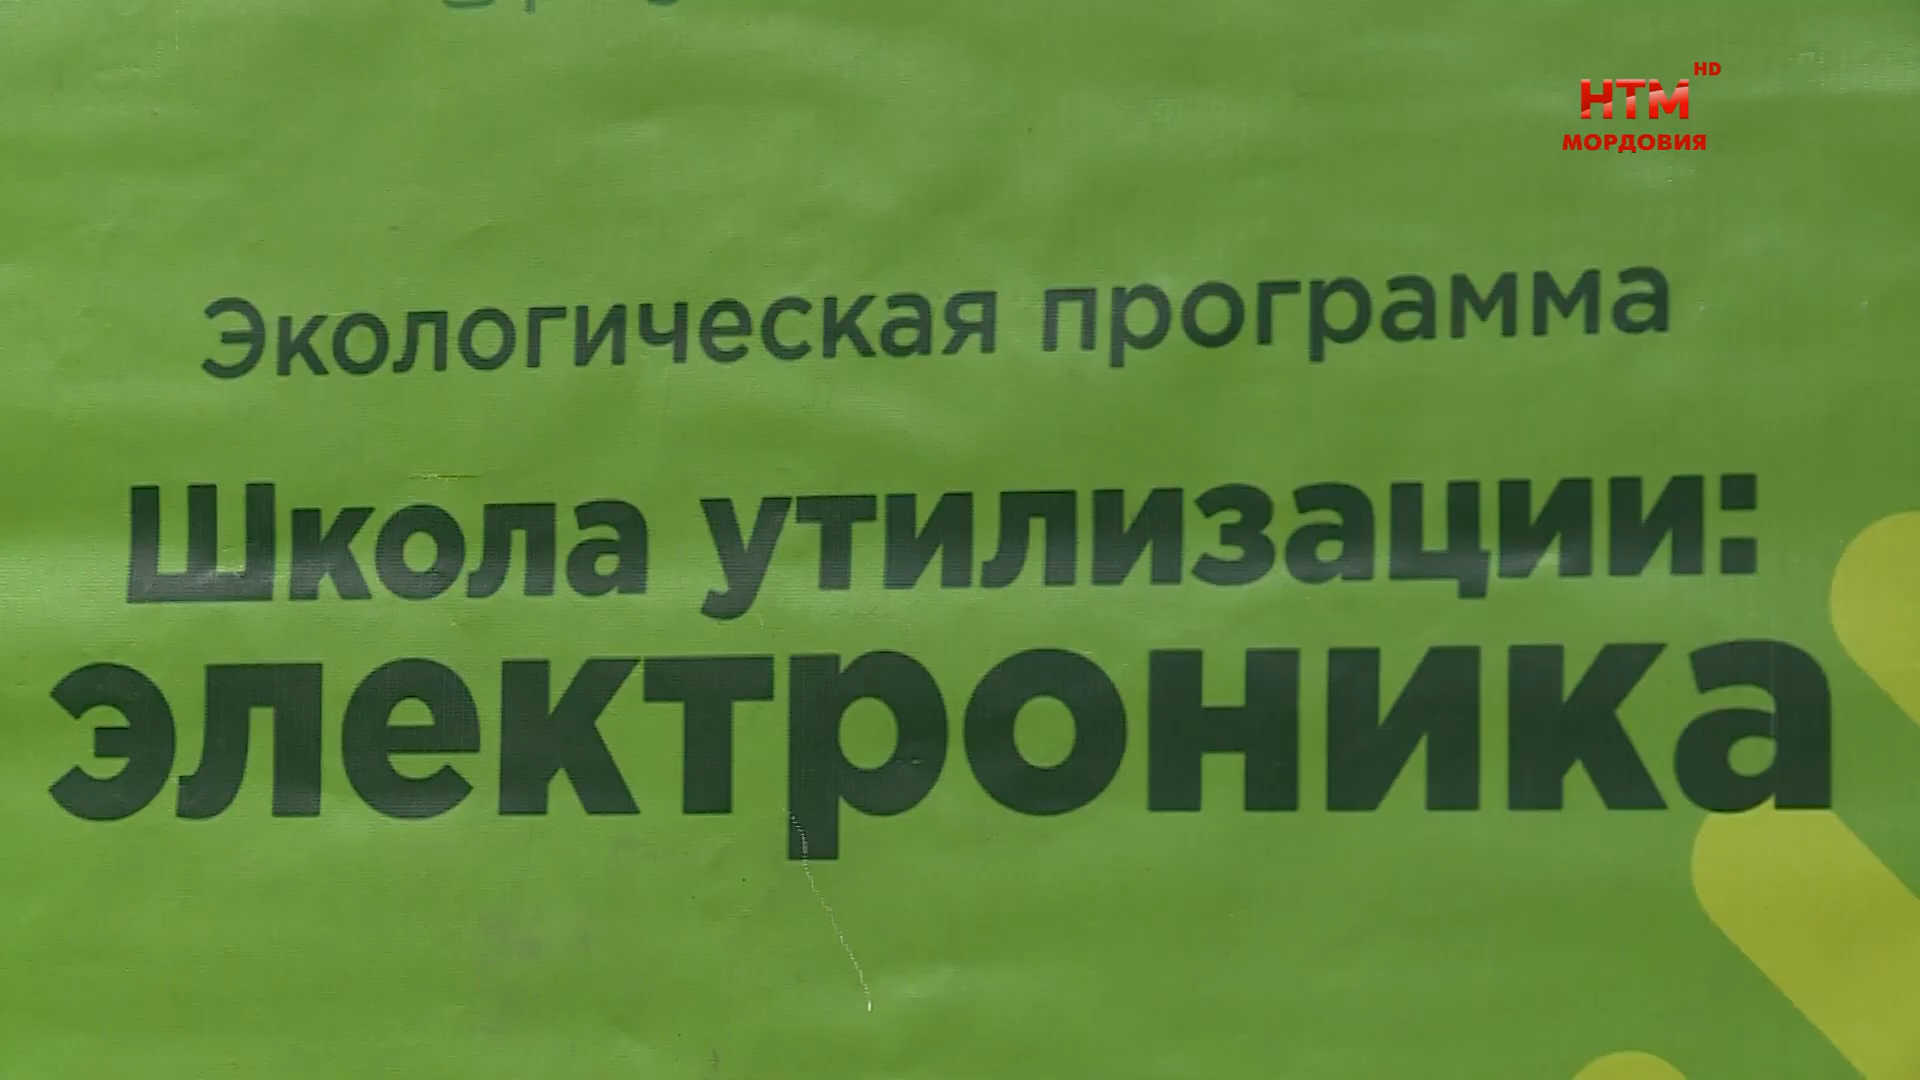 HD
НТМ
МОРДОВИЯ
Экологическая программа
Школа утилизации:
электроника